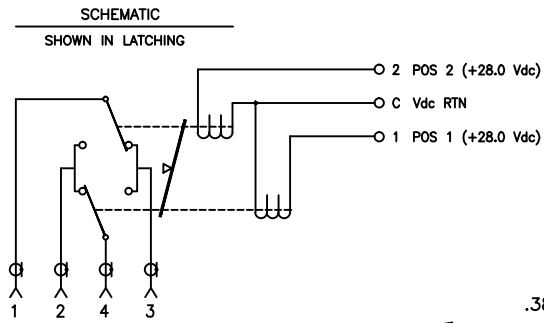 SCHEMATIC
SHOWN IN LATCHING
2 POS 2 (+28.0 Vdc)
C Vdc RTN
1 POS 1 (+28.0 Vdc)
1 2 4 3
.38